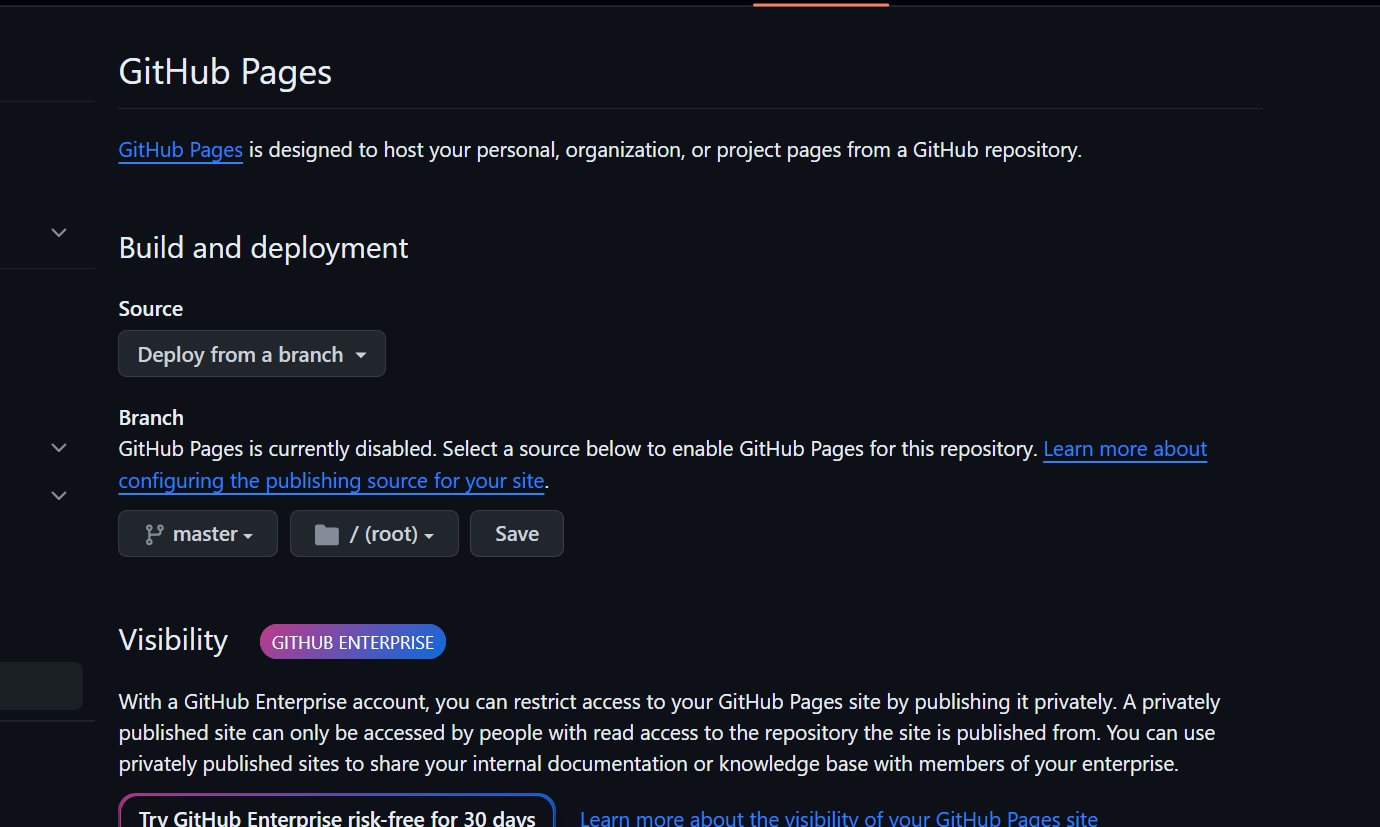 GitHub Pages
GitHub Pages is designed to host your personal, organization, or project pages from a GitHub repository.
Build and deployment
Source
Deploy from a branch
Branch
GitHub Pages is currently disabled. Select a source below to enable GitHub Pages for this repository. Learn more about
configuring the publishing source for your site.
master / (root) Save
Visibility GITHUB ENTERPRISE
With a GitHub Enterprise account, you can restrict access to your GitHub Pages site by publishing it privately. A privately
published site can only be accessed by people with read access to the repository the site is published from. You can use
privately published sites to share your internal documentation or knowledge base with members of your enterprise.
Try GitHub Enterprise risk-free for 30 days Learn more about the visibility of your GitHub Pages site